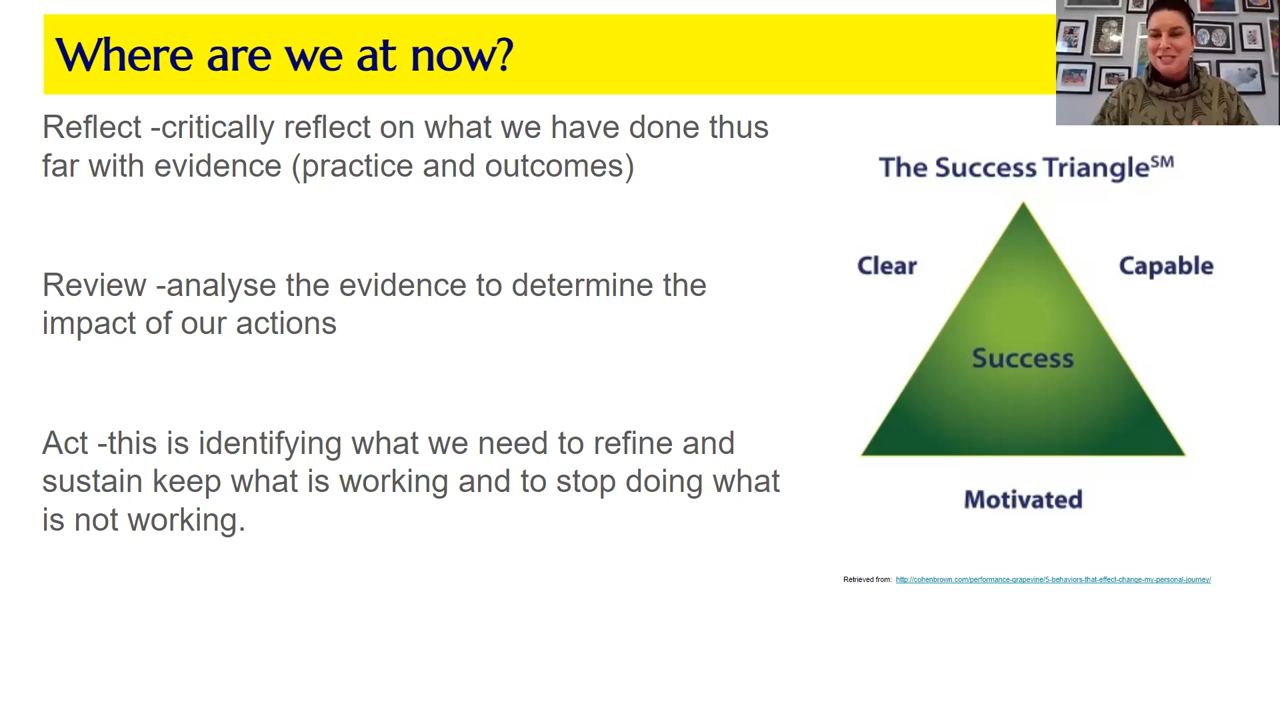 Where are we at now?
Reflect -critically reflect on what we have done thus
far with evidence (practice and outcomes)
Review -analyse the evidence to determine the
impact of our actions
Act -this is identifying what we need to refine and
sustain keep what is working and to stop doing what
is not working.
The Success Triangle℠
Clear
Capable
Success
Motivated
Retrieved from: http://cohenbrown.com/performance-grapevine/5-behaviors-that-effect-change-my-personal-journey/